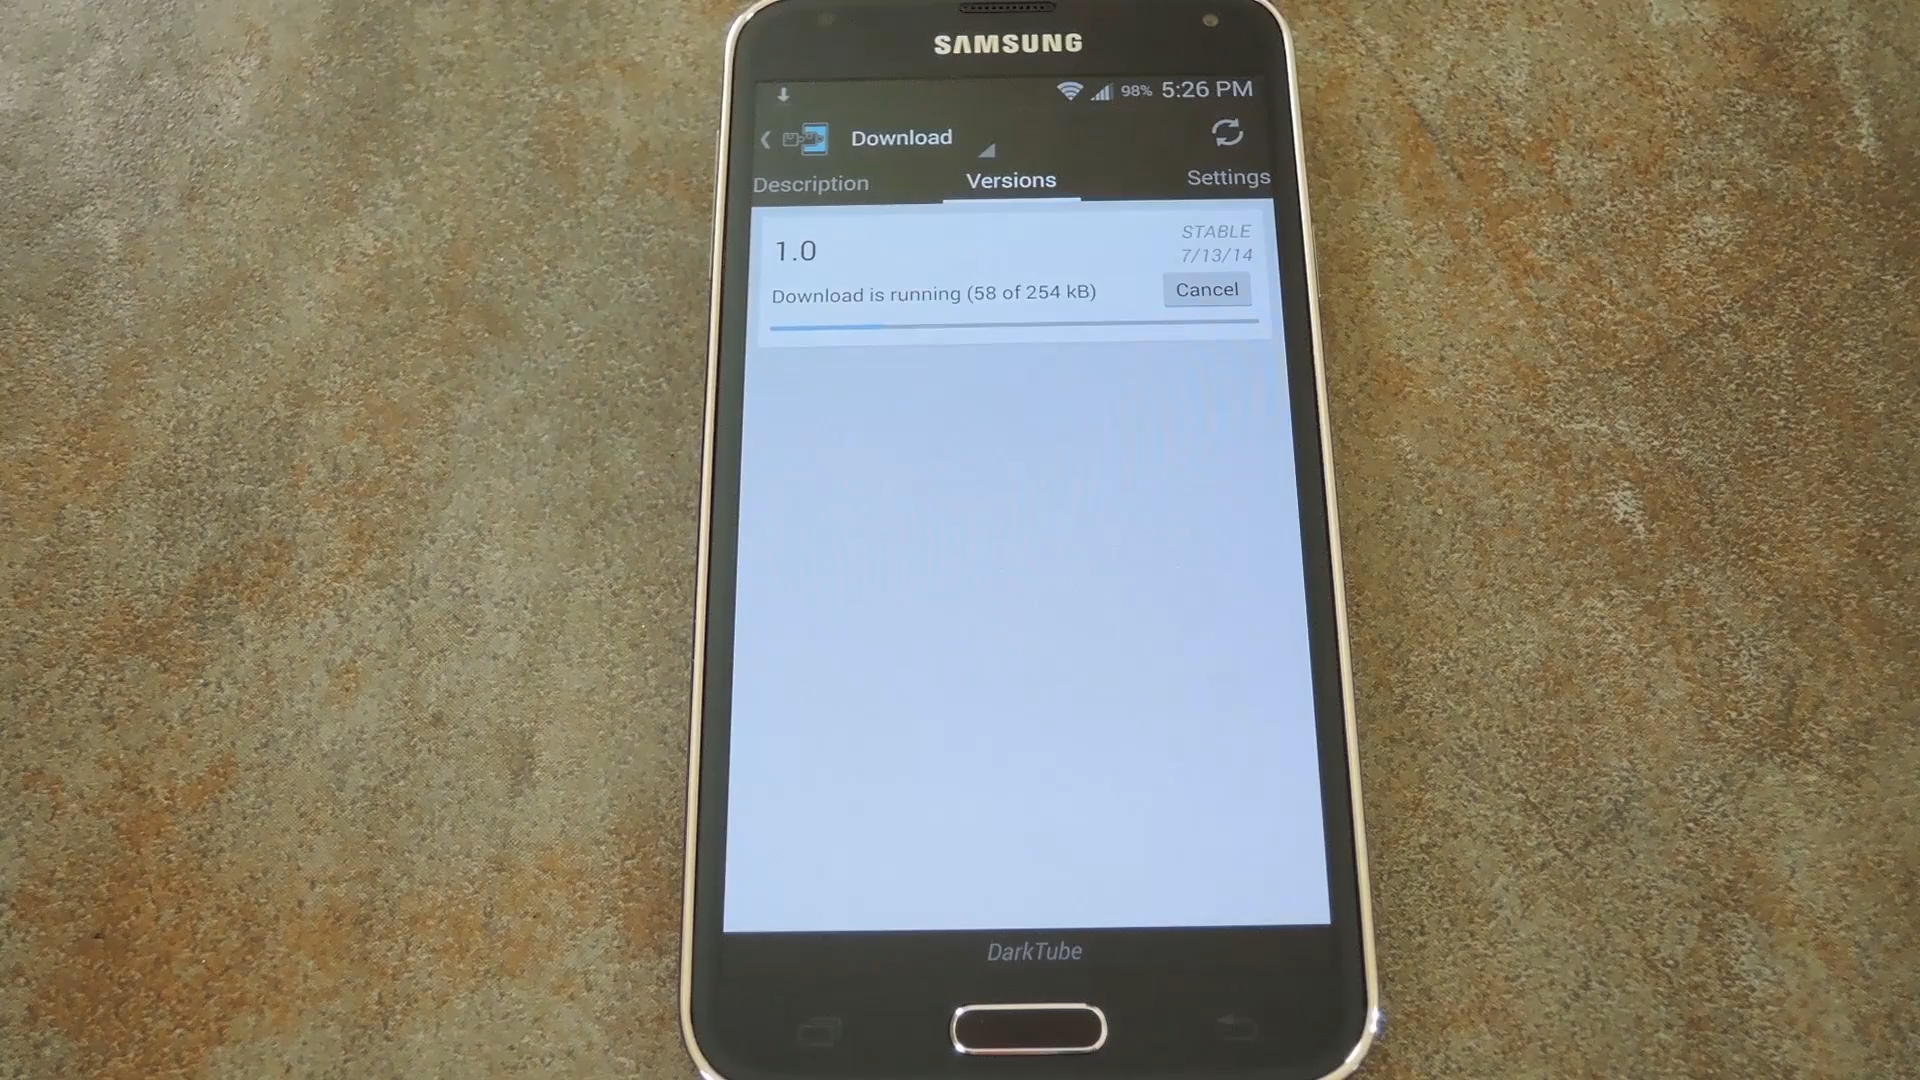 SAMSUNG
98% 5:26 PM
Download
Description Versions Settings
1.0
STABLE
7/13/14
Download is running (58 of 254 kB)
Cancel
DarkTube